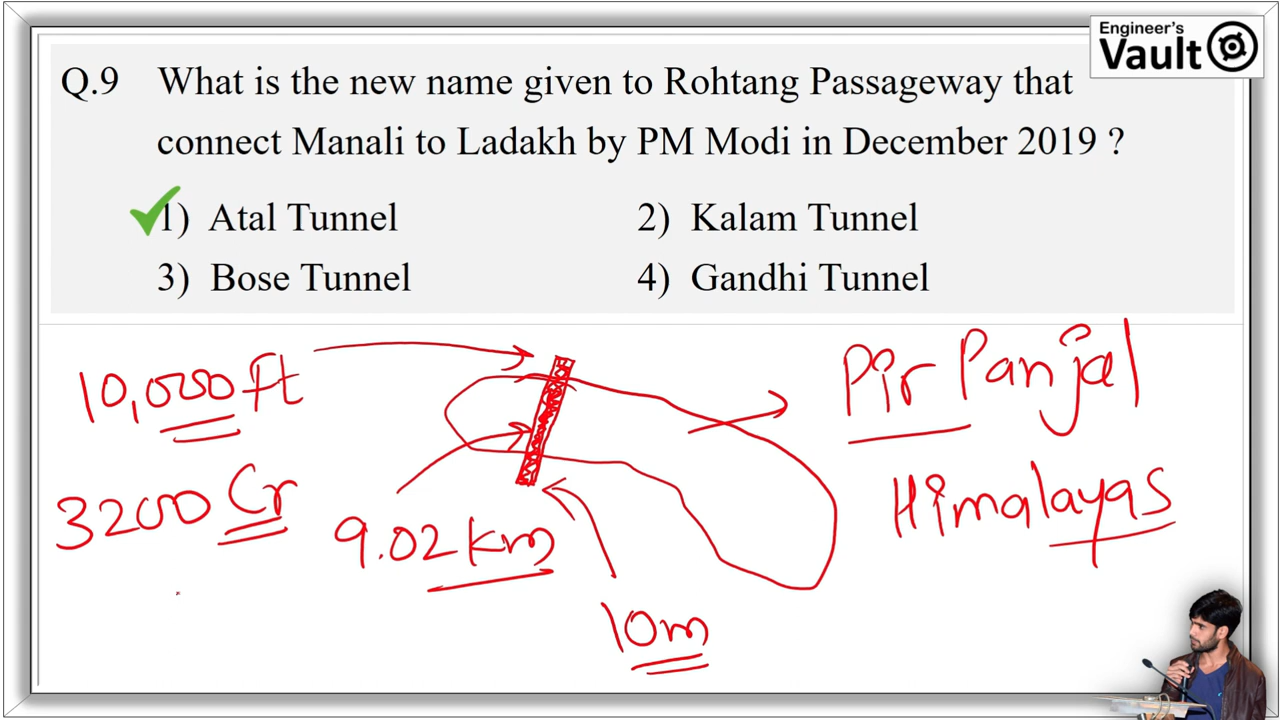 Engineer's
Vault
Q.9 What is the new name given to Rohtang Passageway that
connect Manali to Ladakh by PM Modi in December 2019 ?
1) Atal Tunnel
2) Kalam Tunnel
3) Bose Tunnel
4) Gandhi Tunnel
10,000 Ft
Pir Panjal
Himalayas
3200 Cr
9.02 km
10m